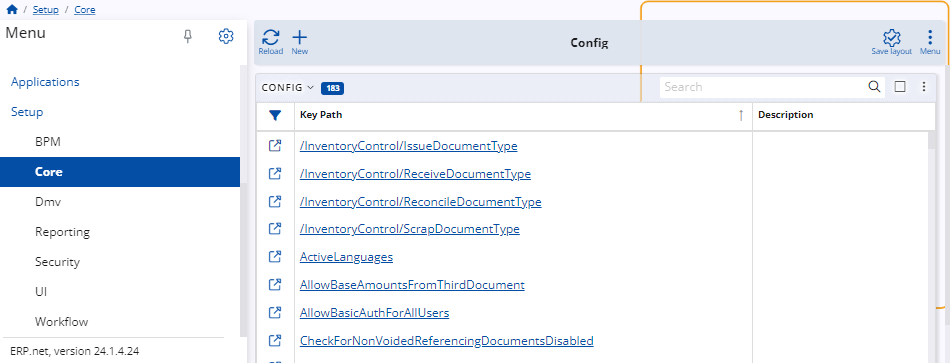 / Setup / Core
Menu
Applications
Setup
BPM
Core
Dmv
Reporting
Security
UI
Workflow
ERP.net, version 24.1.4.24
Reload
New
Config
Save layout
Menu
CONFIG 183
Search
Key Path
Description
/InventoryControl/IssueDocumentType
/InventoryControl/ReceiveDocumentType
/InventoryControl/ReconcileDocumentType
/InventoryControl/ScrapDocumentType
ActiveLanguages
AllowBaseAmountsFromThirdDocument
AllowBasicAuthForAllUsers
CheckForNonVoidedReferencingDocumentsDisabled